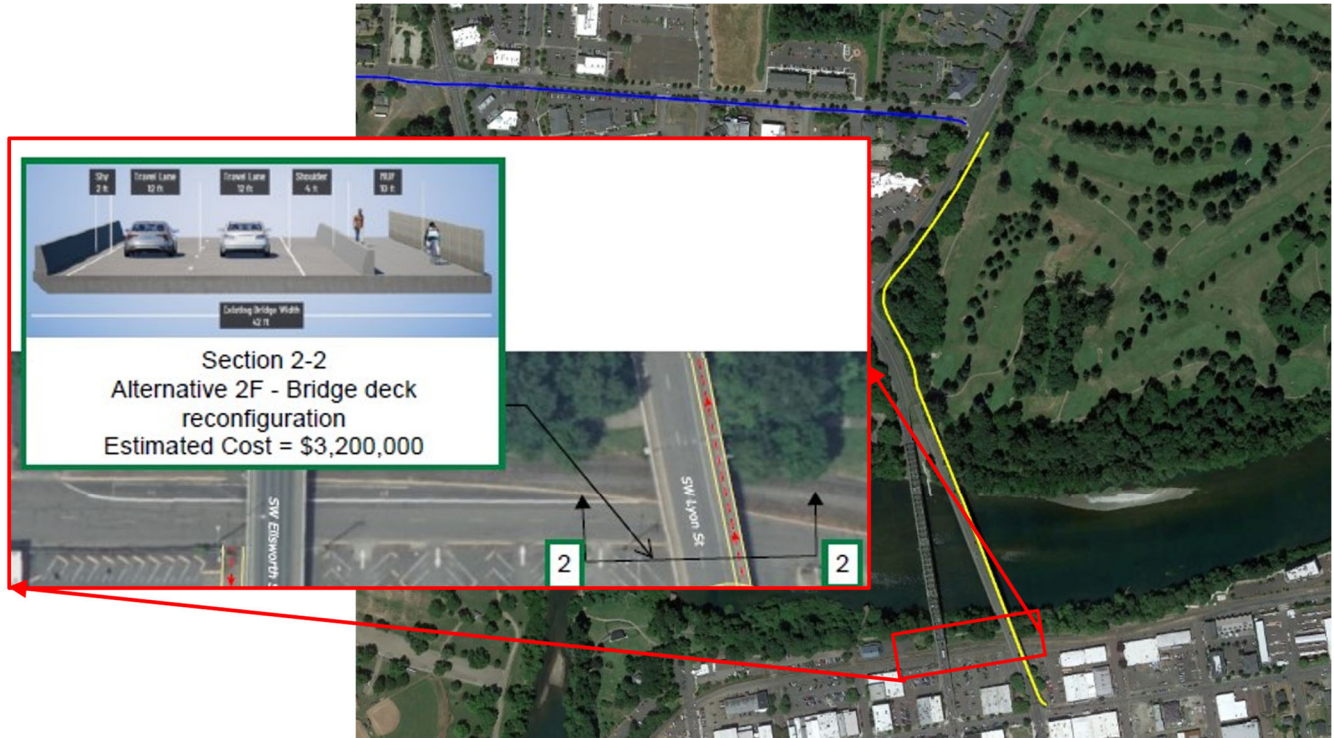 Shy
2 ft
Travel Lane
12 ft
Travel Lane
12 ft
Shoulder
4 ft
MUP
10 ft
Existing Bridge Width
42 ft
Section 2-2
Alternative 2F - Bridge deck
reconfiguration
Estimated Cost = $3,200,000
SW Ellsworth S
SW Lyon St
2
2